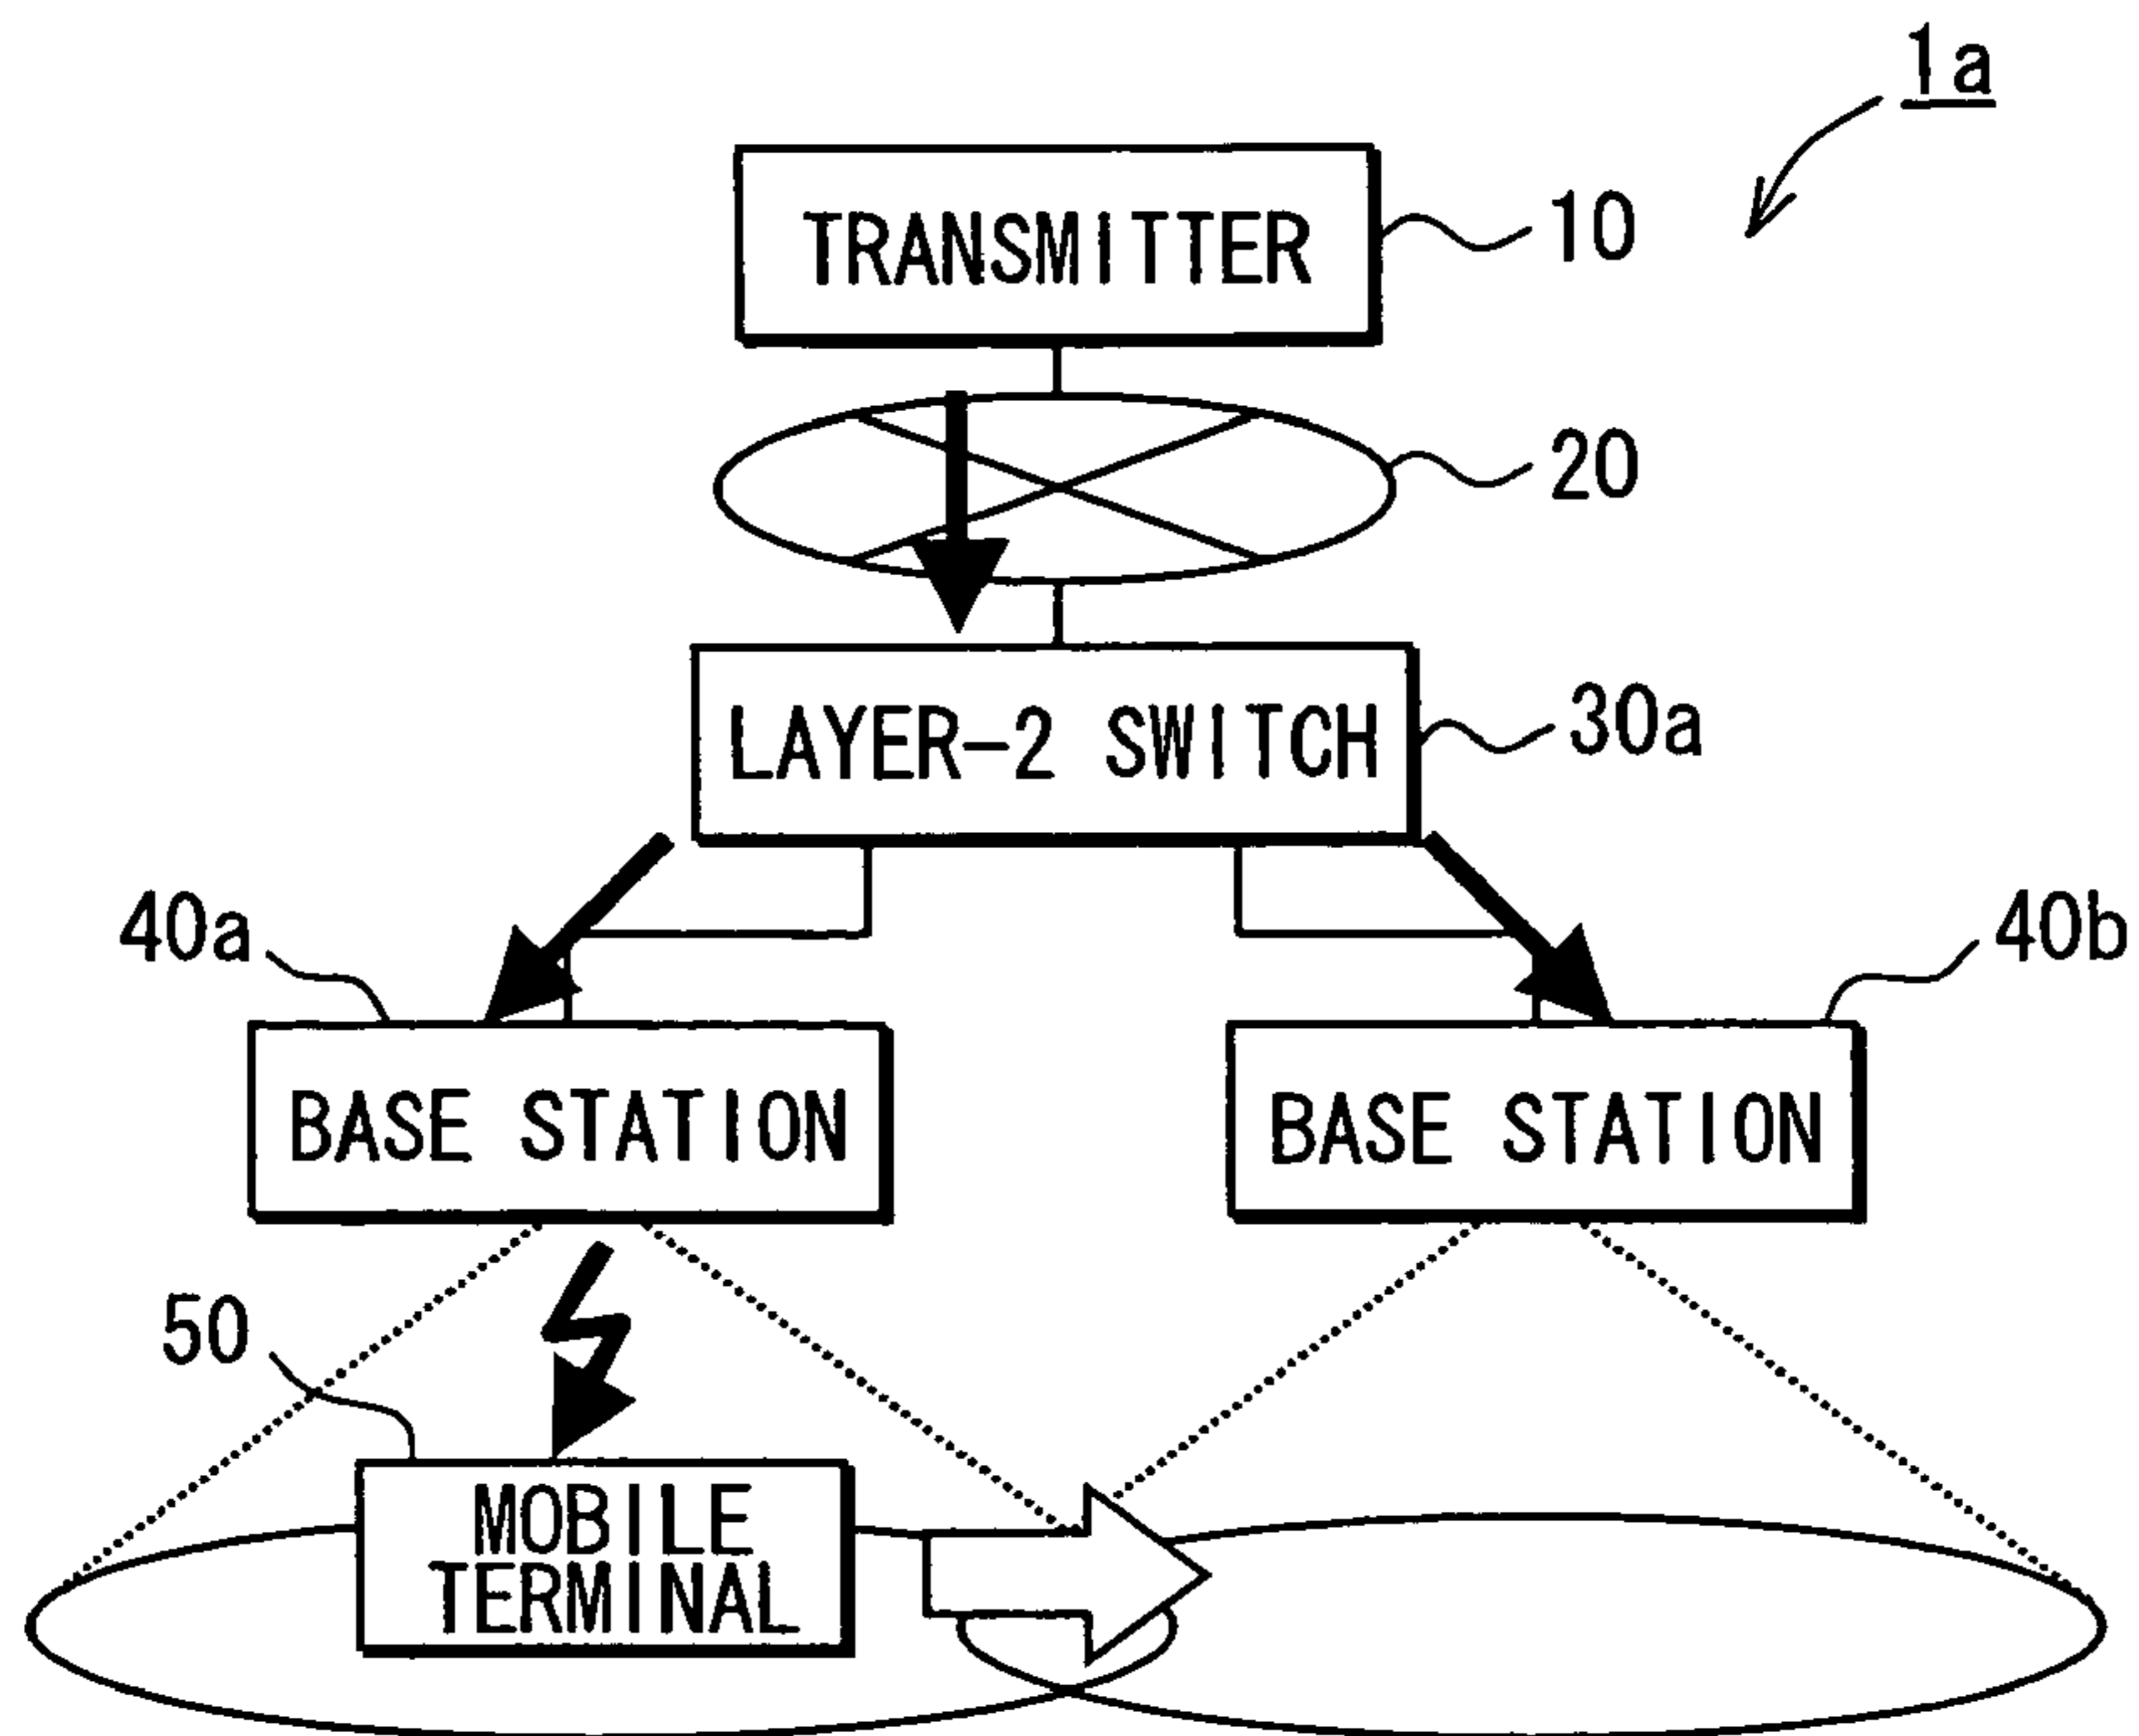 1a
TRANSMITTER
10
20
LAYER-2 SWITCH
30a
40a
40b
BASE STATION
BASE STATION
50
MOBILE
TERMINAL